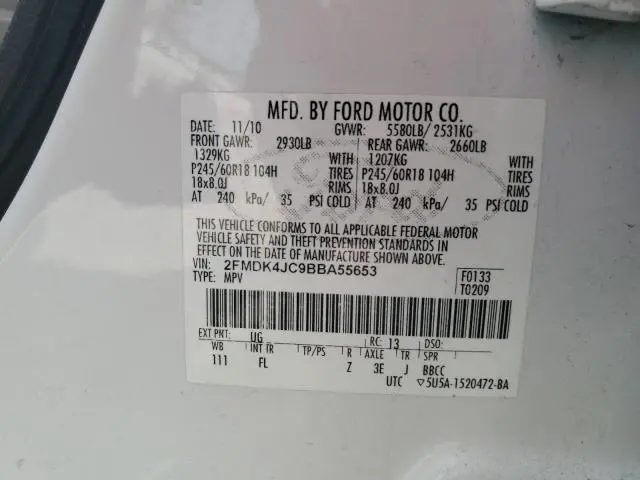 MFD. BY FORD MOTOR CO.
DATE: 11/10 GVWR: 5580LB/ 2531KG
FRONT GAWR: 2930LB REAR GAWR: 2660LB
1329KG WITH 1207KG WITH
P245/60R18 104H TIRES P245/60R18 104H TIRES
18x8.0J RIMS 18x8.0J RIMS
AT 240 kPa/ 35 PSI COLD AT 240 kPa/ 35 PSI COLD
THIS VEHICLE CONFORMS TO ALL APPLICABLE FEDERAL MOTOR
VEHICLE SAFETY AND THEFT PREVENTION STANDARDS IN
EFFECT ON THE DATE OF MANUFACTURE SHOWN ABOVE.
VIN: 2FMDK4JC9BBA55653 F0133
TYPE: MPV T0209
EXT PNT: UG RC: 13 DSO:
WB INT TR TP/PS R AXLE TR SPR
111 FL Z 3E J BBCC
UTC ▽5U5A-1520472-BA